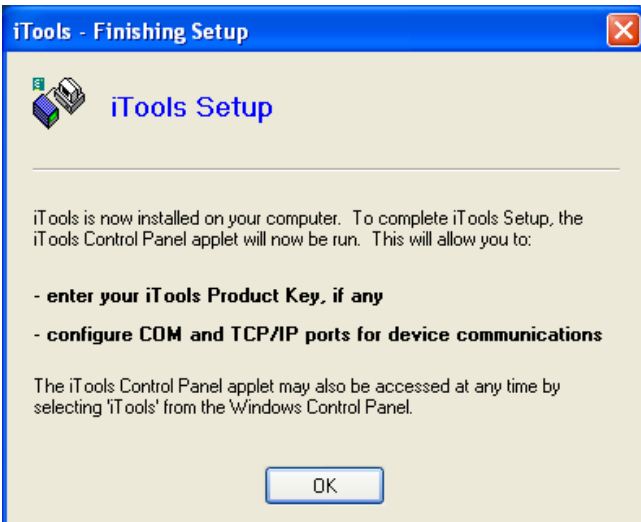 iTools - Finishing Setup
iTools Setup
iTools is now installed on your computer.  To complete iTools Setup, the
iTools Control Panel applet will now be run.  This will allow you to:
- enter your iTools Product Key, if any
- configure COM and TCP/IP ports for device communications
The iTools Control Panel applet may also be accessed at any time by
selecting 'iTools' from the Windows Control Panel.
OK